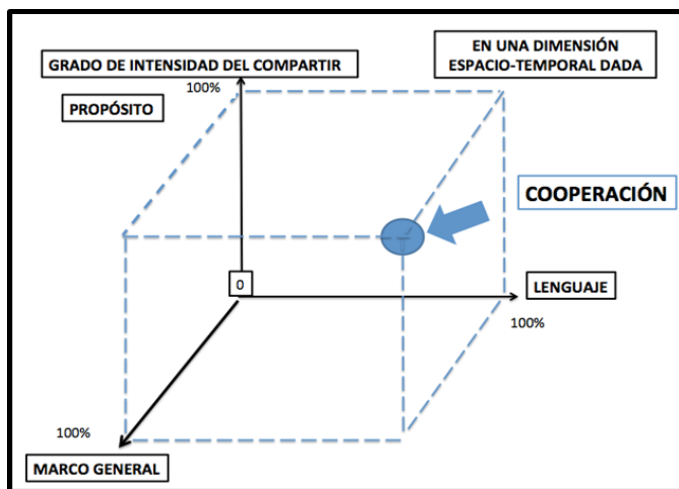 EN UNA DIMENSIÓN
ESPACIO-TEMPORAL DADA
GRADO DE INTENSIDAD DEL COMPARTIR
100%
PROPÓSITO
COOPERACIÓN
0
LENGUAJE
100%
100%
MARCO GENERAL